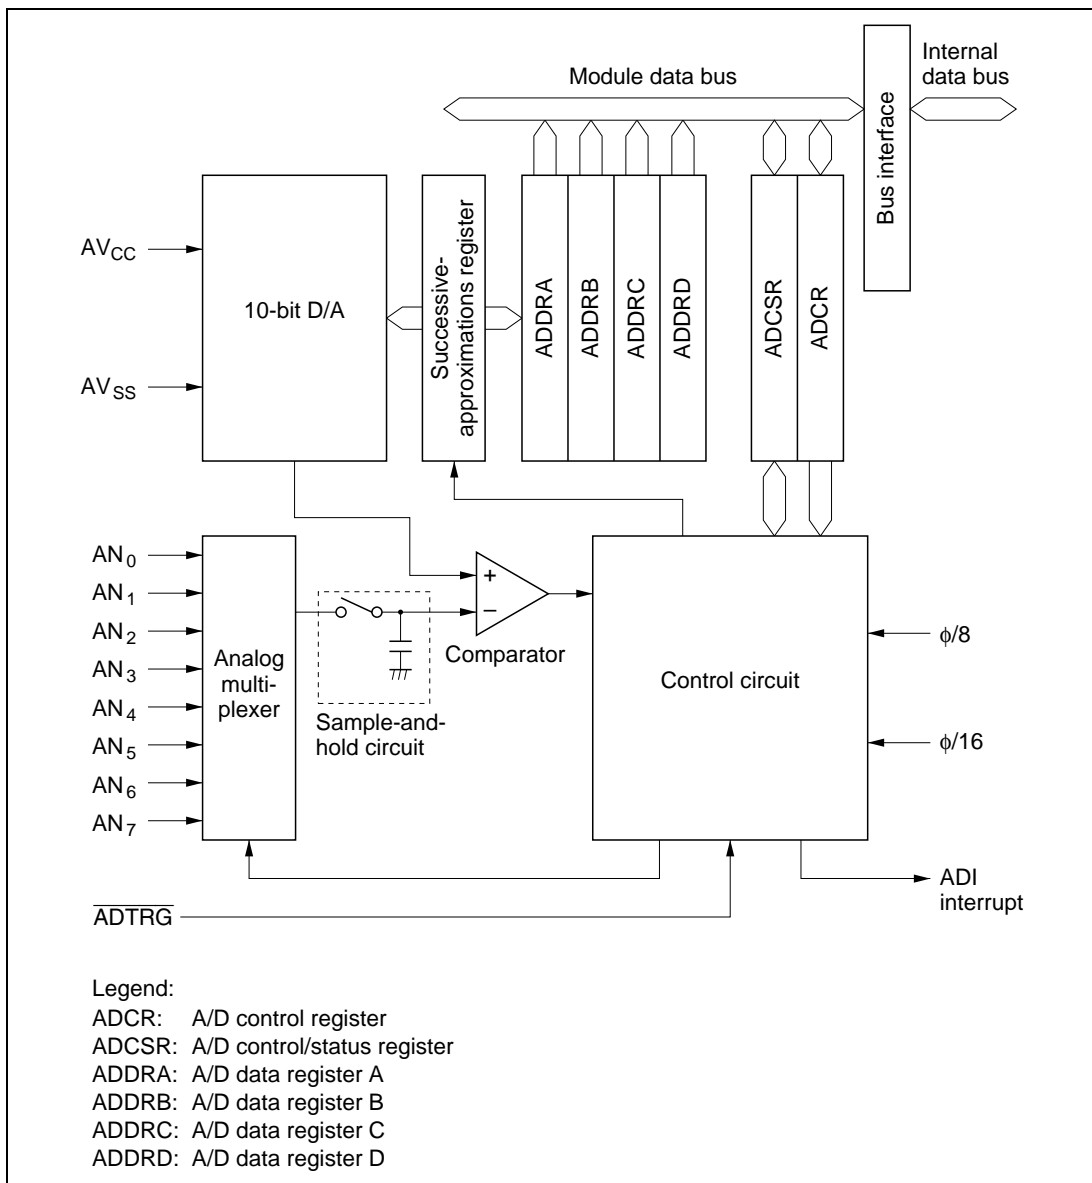 Module data bus
Internal
data bus
Bus interface
AVCC
AVSS
10-bit D/A
Successive-
approximations register
ADDRA
ADDRB
ADDRC
ADDRD
ADCSR
ADCR
AN0
AN1
AN2
AN3
AN4
AN5
AN6
AN7
Analog
multi-
plexer
Sample-and-
hold circuit
+
−
Comparator
Control circuit
ϕ/8
ϕ/16
ADI
interrupt
ADTRG
Legend:
ADCR: A/D control register
ADCSR: A/D control/status register
ADDRA: A/D data register A
ADDRB: A/D data register B
ADDRC: A/D data register C
ADDRD: A/D data register D